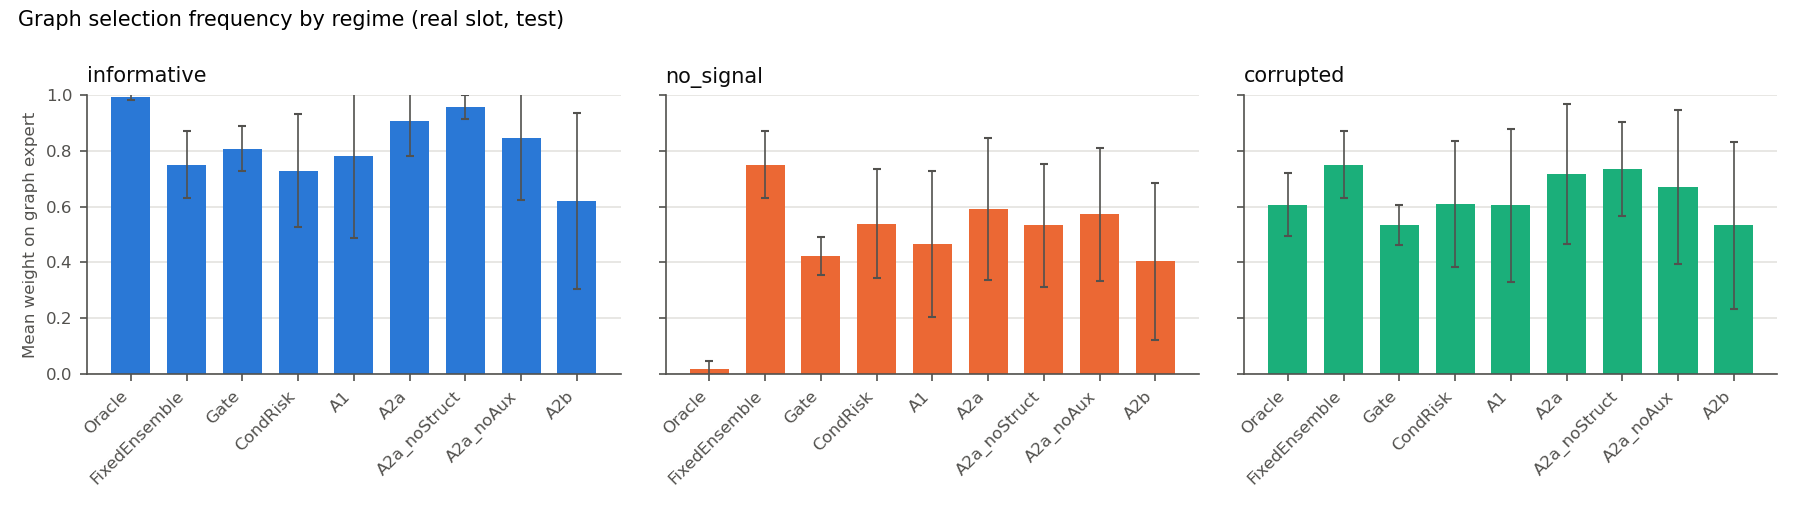 Graph selection frequency by regime (real slot, test)
informative
Mean weight on graph expert
1.0
0.8
0.6
0.4
0.2
0.0
Oracle
FixedEnsemble
Gate
CondRisk
A1
A2a
A2a_noStruct
A2a_noAux
A2b
no_signal
Oracle
FixedEnsemble
Gate
CondRisk
A1
A2a
A2a_noStruct
A2a_noAux
A2b
corrupted
Oracle
FixedEnsemble
Gate
CondRisk
A1
A2a
A2a_noStruct
A2a_noAux
A2b